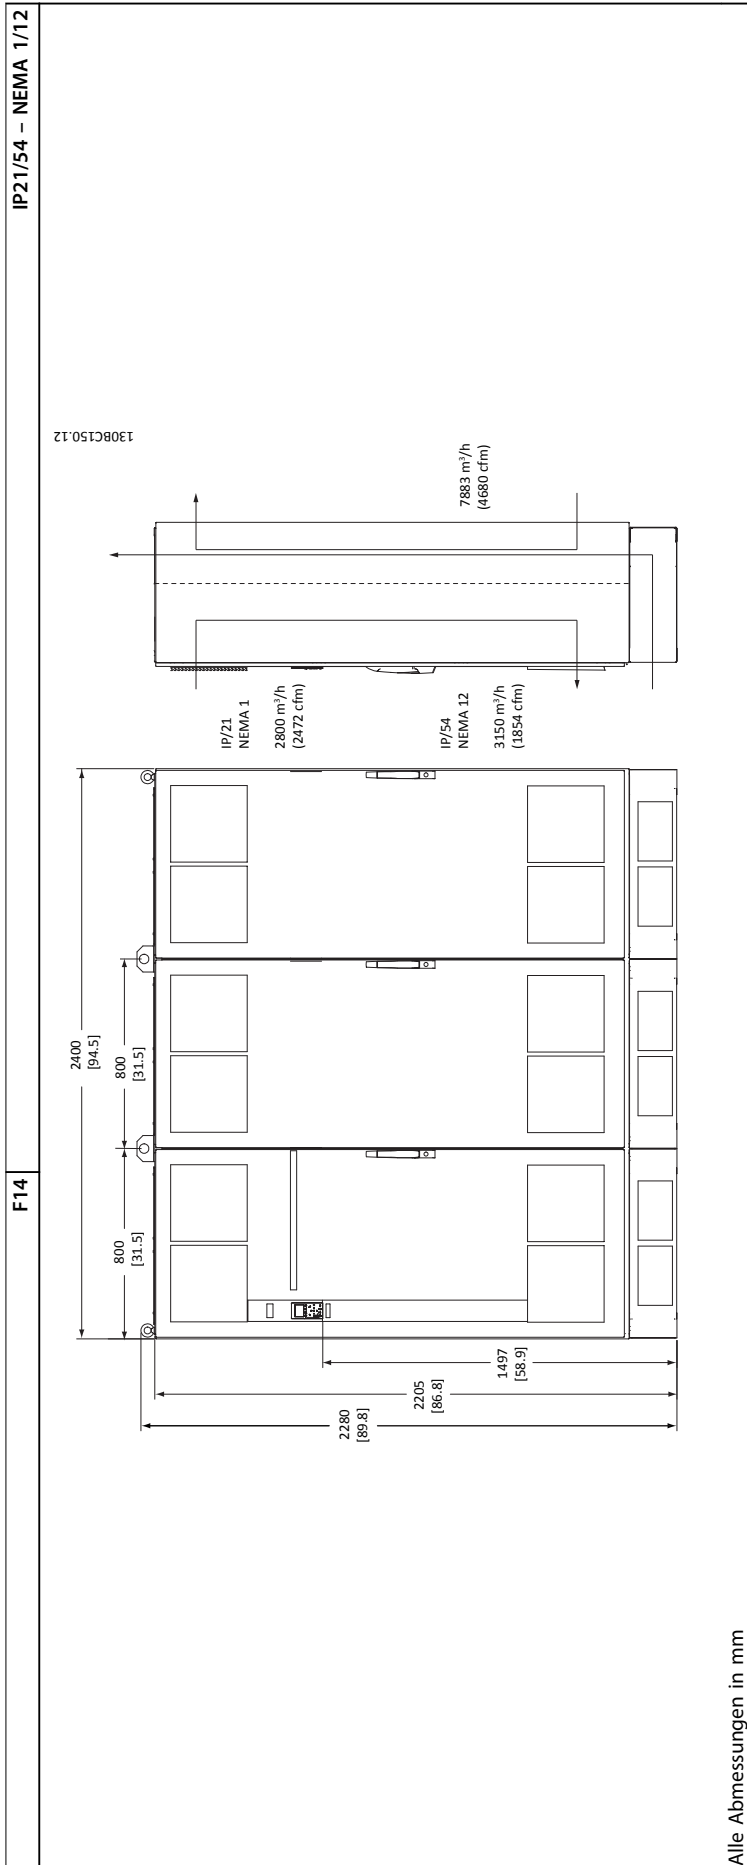 F14
IP21/54 – NEMA 1/12
130BC150.12
2400
[94.5]
800
[31.5]
800
[31.5]
2280
[89.8]
2205
[86.8]
1497
[58.9]
IP/21
NEMA 1
2800 m³/h
(2472 cfm)
IP/54
NEMA 12
3150 m³/h
(1854 cfm)
7883 m³/h
(4680 cfm)
Alle Abmessungen in mm